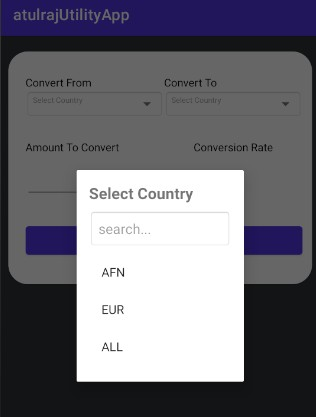 atulrajUtilityApp
Convert From Convert To
Select Country Select Country
Amount To Convert Conversion Rate
Select Country
search...
AFN
EUR
ALL